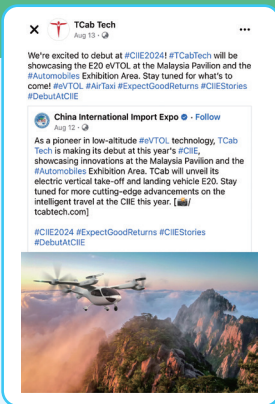 TCab Tech
Aug 13 ·
We're excited to debut at #CIIE2024! #TCabTech will be
showcasing the E20 eVTOL at the Malaysia Pavilion and the
#Automobiles Exhibition Area. Stay tuned for what's to
come! #eVTOL #AirTaxi #ExpectGoodReturns #CIIEStories
#DebutAtCIIE
China International Import Expo · Follow
Aug 12 ·
As a pioneer in low-altitude #eVTOL technology, TCab
Tech is making its debut at this year's #CIIE,
showcasing innovations at the Malaysia Pavilion and the
#Automobiles Exhibition Area. TCab will unveil its
electric vertical take-off and landing vehicle E20. Stay
tuned for more cutting-edge advancements on the
intelligent travel at the CIIE this year. [📸/
tcabtech.com]
#CIIE2024 #ExpectGoodReturns #CIIEStories
#DebutAtCIIE